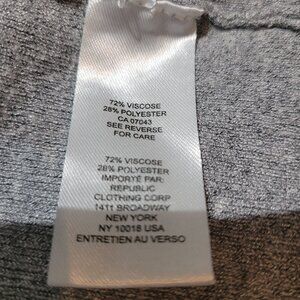 72% VISCOSE
28% POLYESTER
CA 07043
SEE REVERSE
FOR CARE
72% VISCOSE
28% POLYESTER
IMPORTÉ PAR:
REPUBLIC
CLOTHING CORP
1411 BROADWAY
NEW YORK
NY 10018 USA
ENTRETIEN AU VERSO